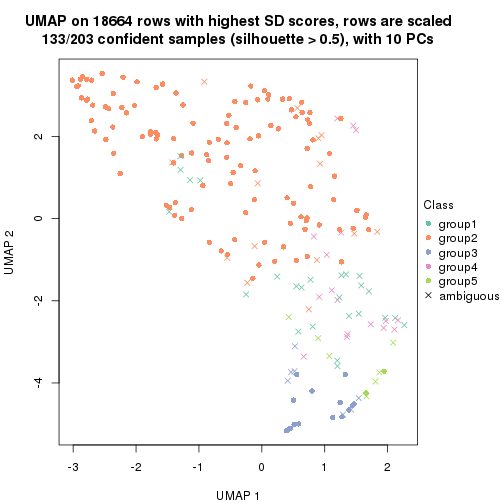 UMAP on 18664 rows with highest SD scores, rows are scaled
133/203 confident samples (silhouette > 0.5), with 10 PCs
2
0
-2
-4
UMAP 2
-3
-2
-1
0
1
2
UMAP 1
Class
group1
group2
group3
group4
group5
ambiguous